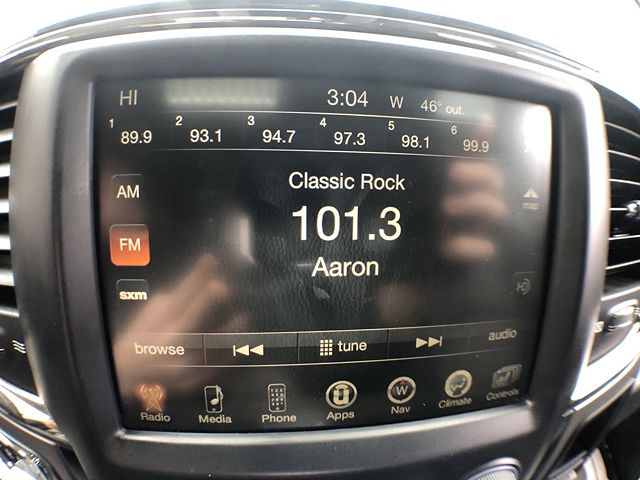 HI 3:04 W 46° out.
1 89.9 2 93.1 3 94.7 4 97.3 5 98.1 6 99.9
Classic Rock
AM
map
101.3
FM
Aaron
sxm
HD
browse tune audio
Radio Media Phone Apps Nav Climate Controls